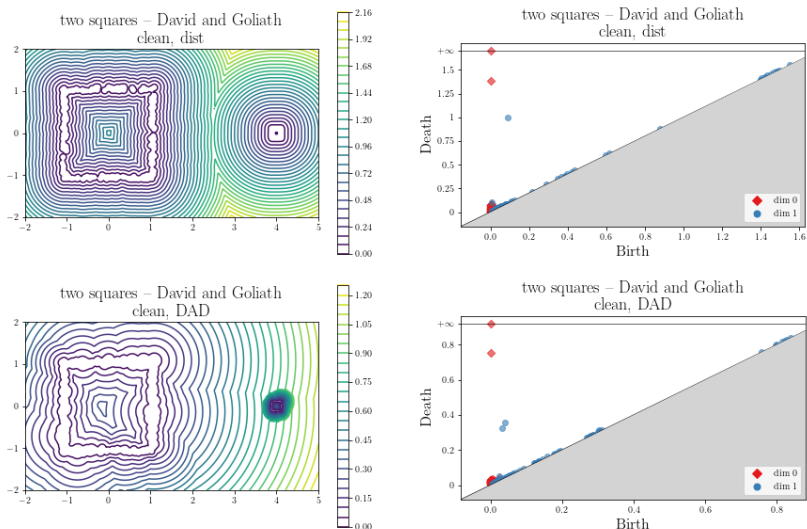 two squares – David and Goliath
clean, dist
2
1
0
−1
−2
−2 −1 0 1 2 3 4 5
2.16
1.92
1.68
1.44
1.20
0.96
0.72
0.48
0.24
0.00
two squares – David and Goliath
clean, dist
+∞
1.5
1.25
1
0.75
0.5
0.25
0
Death
0.0 0.2 0.4 0.6 0.8 1.0 1.2 1.4 1.6
Birth
dim 0
dim 1
two squares – David and Goliath
clean, DAD
2
1
0
−1
−2
−2 −1 0 1 2 3 4 5
1.20
1.05
0.90
0.75
0.60
0.45
0.30
0.15
0.00
two squares – David and Goliath
clean, DAD
+∞
0.8
0.6
0.4
0.2
0
Death
0.0 0.2 0.4 0.6 0.8
Birth
dim 0
dim 1